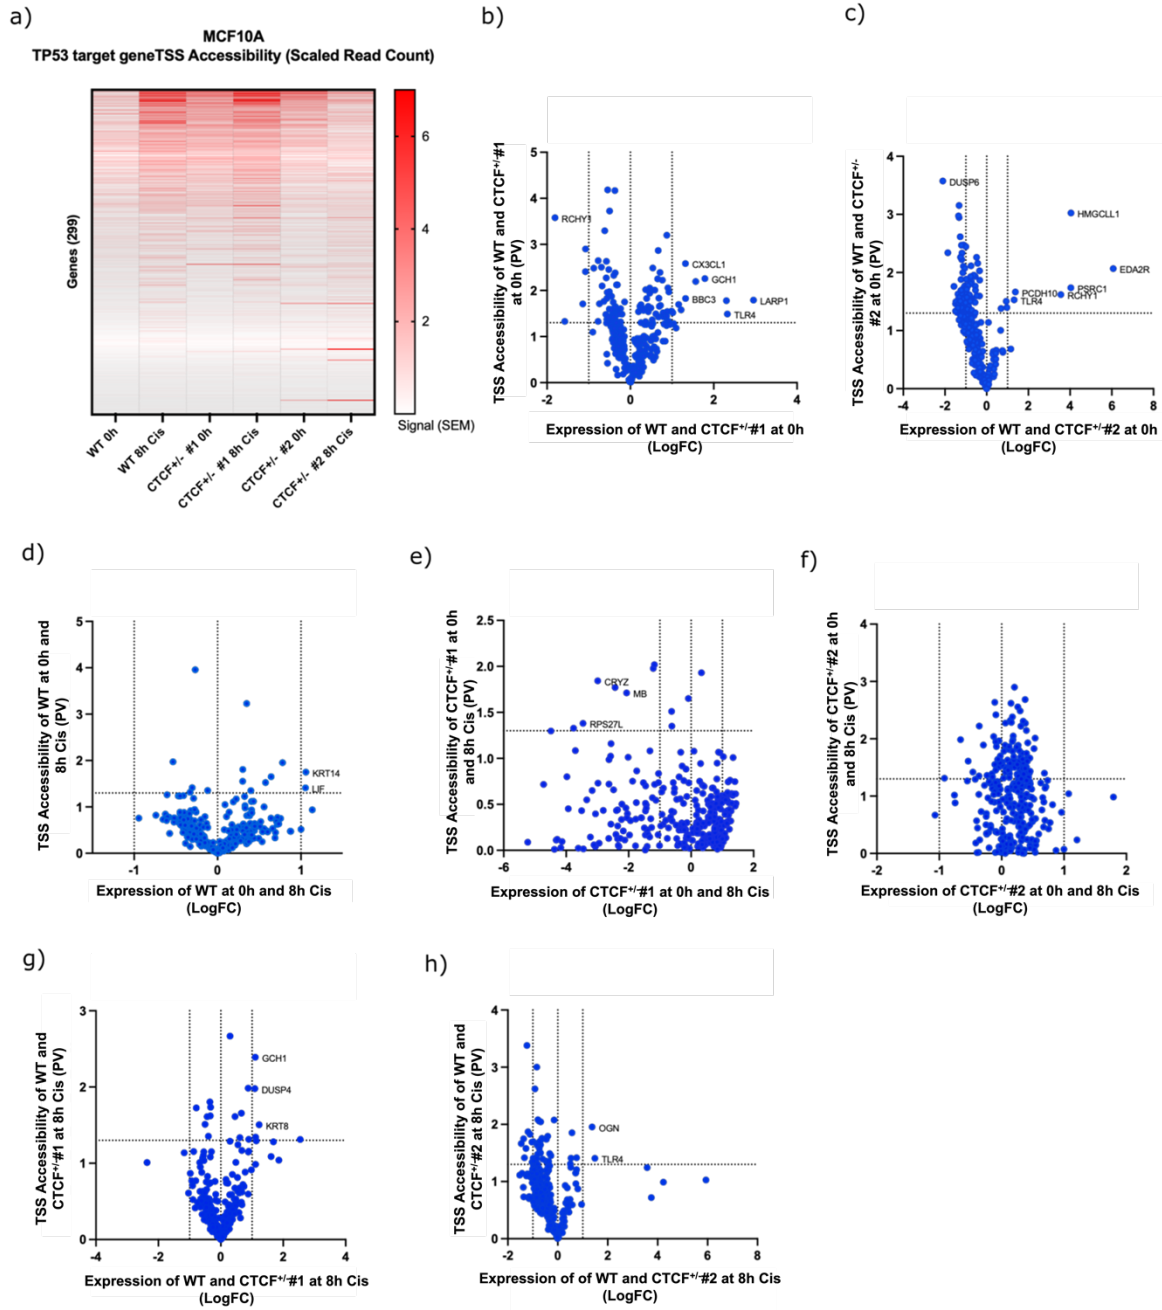 a)
MCF10A
TP53 target geneTSS Accessibility (Scaled Read Count)
Genes (299)
6
4
2
Signal (SEM)
WT 0h
WT 8h Cis
CTCF+/- #1 0h
CTCF+/- #1 8h Cis
CTCF+/- #2 0h
CTCF+/- #2 8h Cis
b)
TSS Accessibility of WT and CTCF+/-#1
at 0h (PV)
5
4
3
2
1
0
-2
0
2
4
RCHY1
CX3CL1
GCH1
BBC3
LARP1
TLR4
Expression of WT and CTCF+/-#1 at 0h
(LogFC)
c)
TSS Accessibility of WT and CTCF+/-
#2 at 0h (PV)
4
3
2
1
0
-4
-2
0
2
4
6
8
DUSP6
HMGCLL1
EDA2R
PSRC1
PCDH10
RCHY1
TLR4
Expression of WT and CTCF+/-#2 at 0h
(LogFC)
d)
TSS Accessibility of WT at 0h and
8h Cis (PV)
5
4
3
2
1
0
-1
0
1
KRT14
LIF
Expression of WT at 0h and 8h Cis
(LogFC)
e)
TSS Accessibility of CTCF+/-#1 at 0h
and 8h Cis (PV)
2.5
2.0
1.5
1.0
0.5
0.0
-6
-4
-2
0
2
CRYZ
MB
RPS27L
Expression of CTCF+/-#1 at 0h and 8h Cis
(LogFC)
f)
TSS Accessibility of CTCF+/-#2 at 0h
and 8h Cis (PV)
4
3
2
1
0
-2
-1
0
1
2
Expression of CTCF+/-#2 at 0h and 8h Cis
(LogFC)
g)
TSS Accessibility of WT and
CTCF+/-#1 at 8h Cis (PV)
3
2
1
0
-4
-2
0
2
4
GCH1
DUSP4
KRT8
Expression of WT and CTCF+/-#1 at 8h Cis
(LogFC)
h)
TSS Accessibility of of WT and
CTCF+/-#2 at 8h Cis (PV)
4
3
2
1
0
-2
0
2
4
6
8
OGN
TLR4
Expression of of WT and CTCF+/-#2 at 8h Cis
(LogFC)